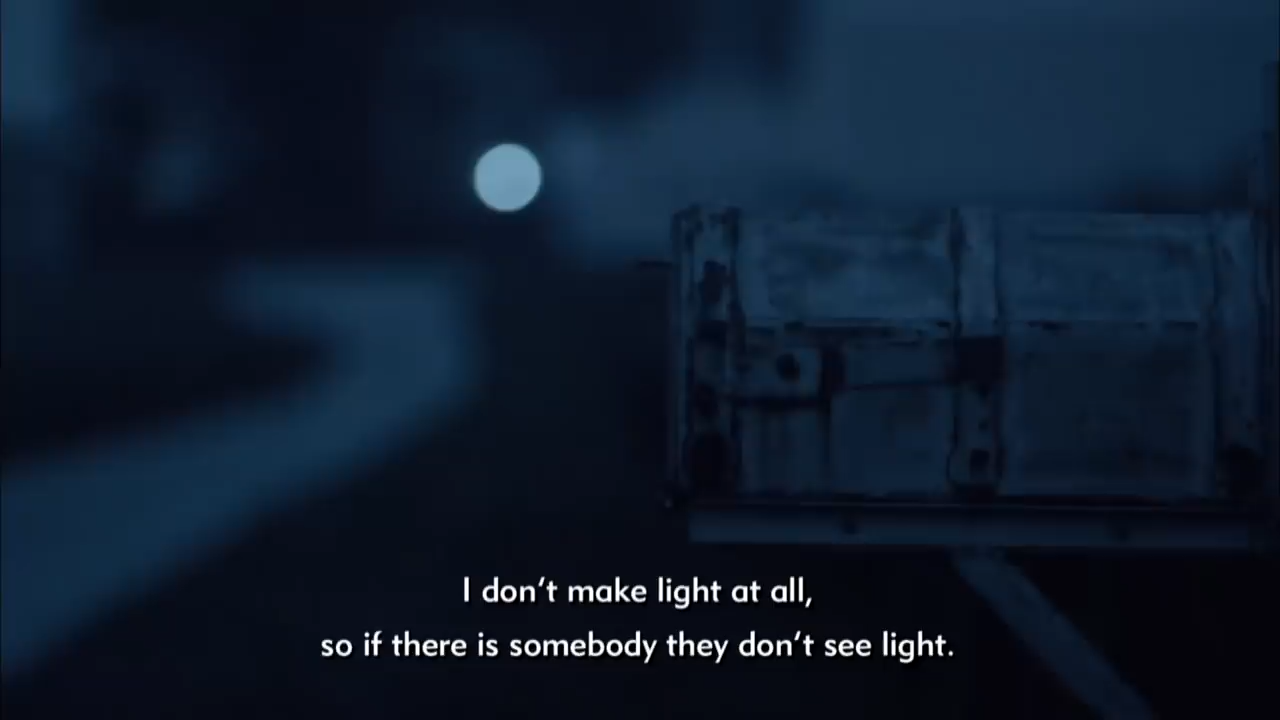 I don't make light at all,
so if there is somebody they don't see light.